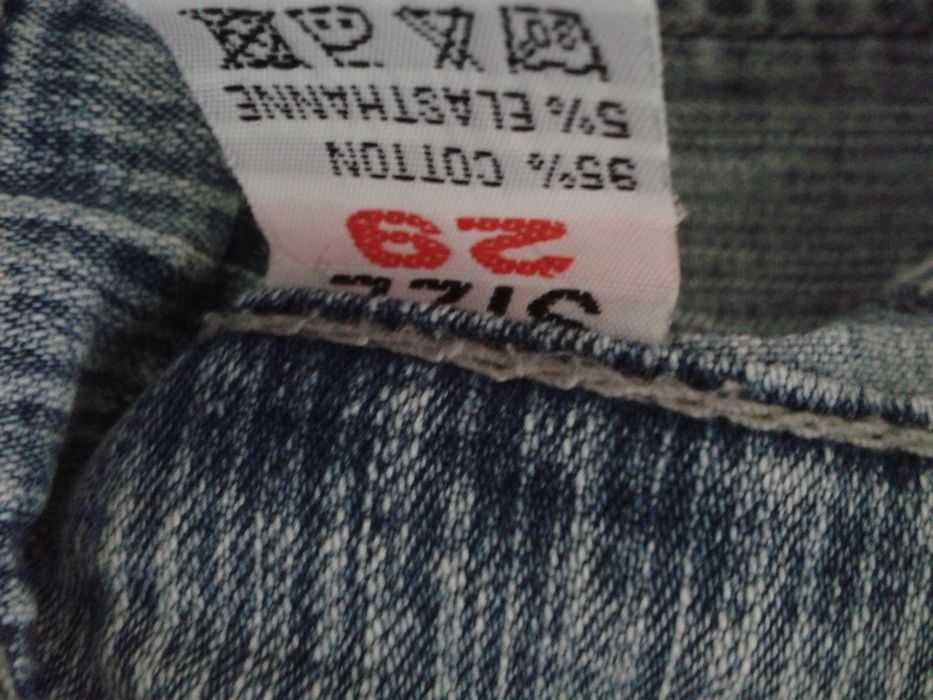 SIZE
29
95% COTTON
5% ELASTHANNE